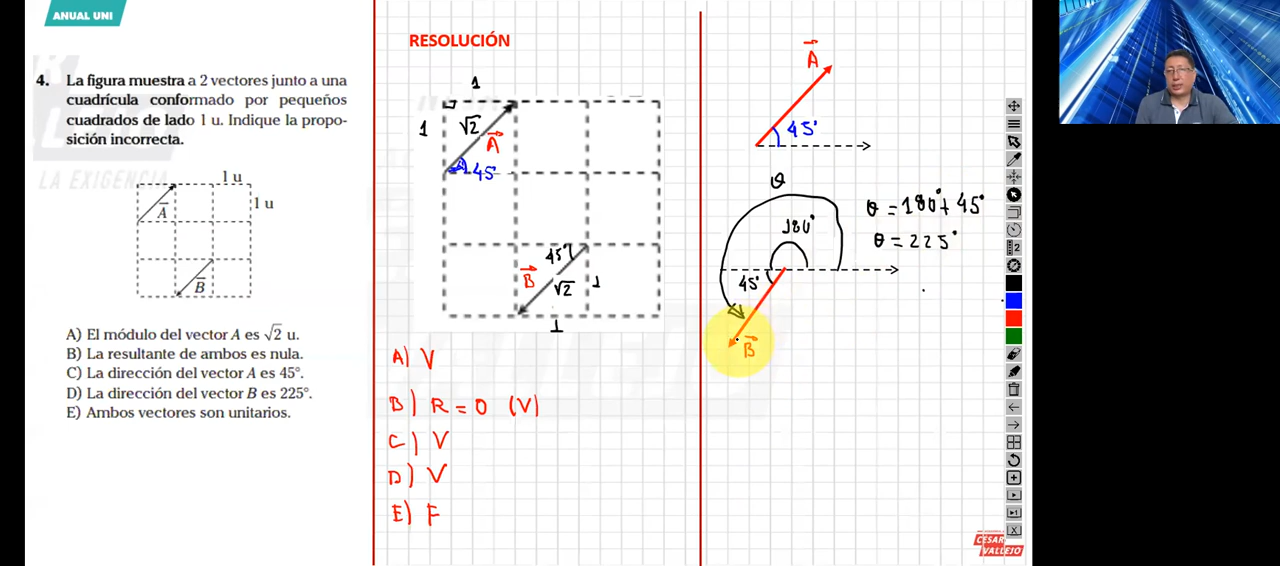 ANUAL UNI
4. La figura muestra a 2 vectores junto a una
cuadrícula conformado por pequeños
cuadrados de lado 1 u. Indique la propo-
sición incorrecta.
LA EXIGENCIA
1 u
1 u
A
B
A) El módulo del vector A es √2 u.
B) La resultante de ambos es nula.
C) La dirección del vector A es 45°.
D) La dirección del vector B es 225°.
E) Ambos vectores son unitarios.
RESOLUCIÓN
1
1
√2
A
45°
45°
B
√2
1
1
A) V
B) R = 0 (V)
C) V
D) V
E) F
A
45°
θ
180°
θ = 180° + 45°
θ = 225°
45°
B
CESAR
VALLEJO